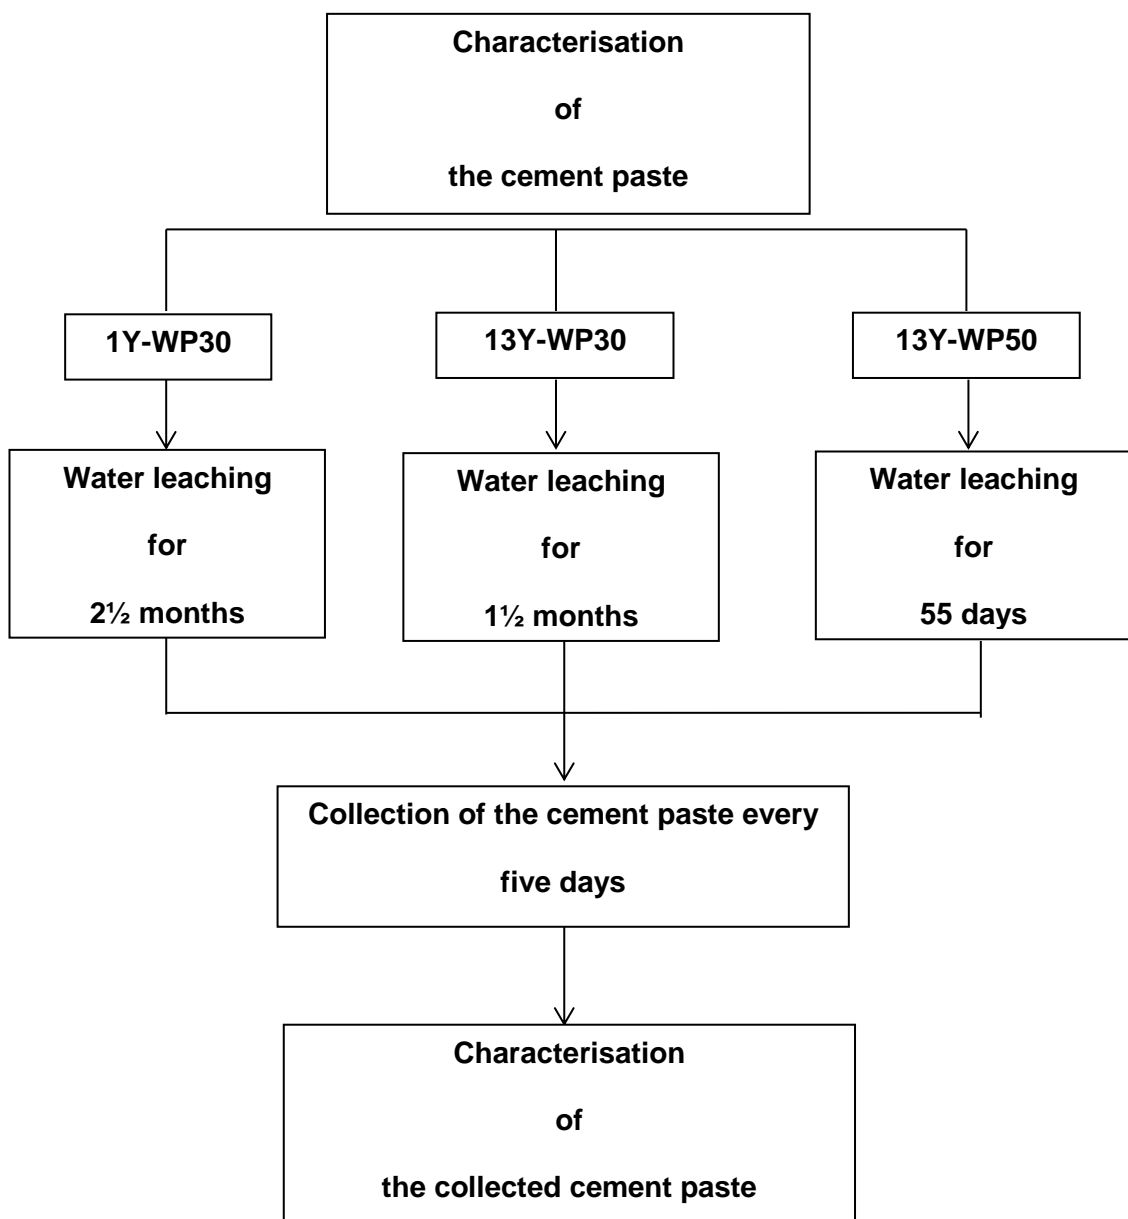 Characterisation
of
the cement paste
1Y-WP30
13Y-WP30
13Y-WP50
Water leaching
for
2½ months
Water leaching
for
1½ months
Water leaching
for
55 days
Collection of the cement paste every
five days
Characterisation
of
the collected cement paste